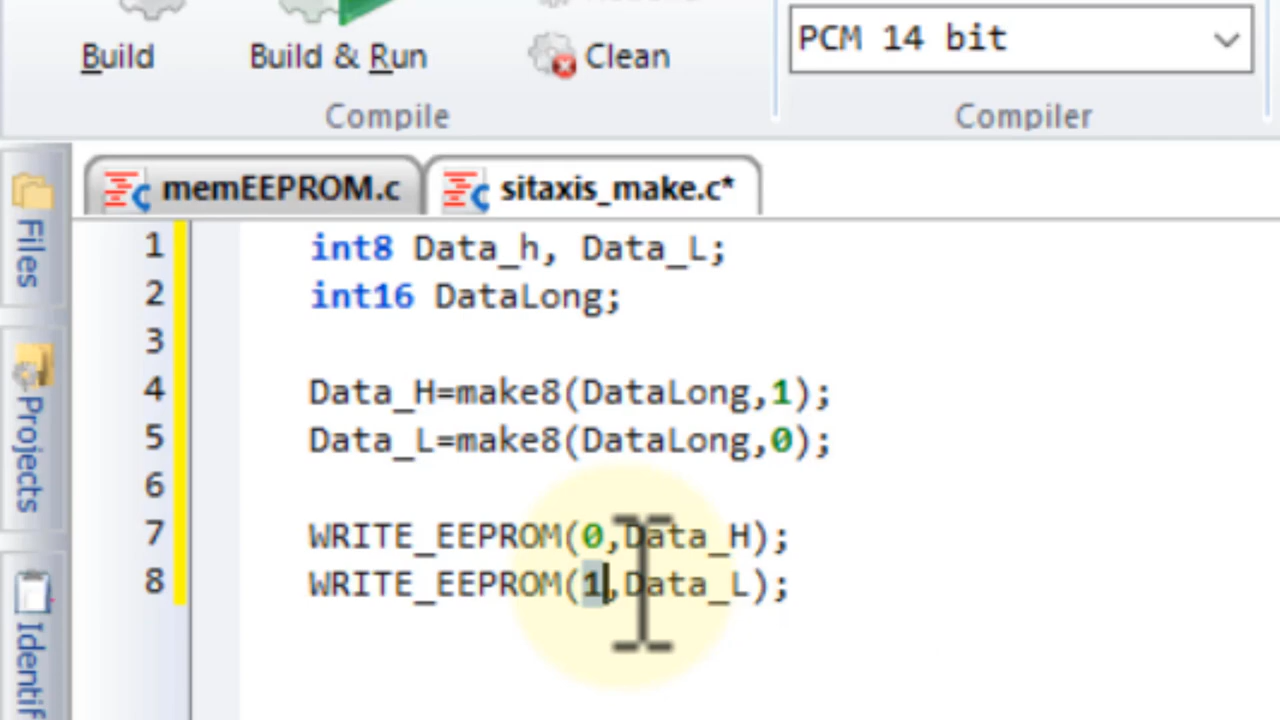 Build
Build & Run
Clean
PCM 14 bit
Compile
Compiler
memEEPROM.c
sitaxis_make.c*
Files
Projects
Identif
1 int8 Data_h, Data_L;
2 int16 DataLong;
3
4 Data_H=make8(DataLong,1);
5 Data_L=make8(DataLong,0);
6
7 WRITE_EEPROM(0,Data_H);
8 WRITE_EEPROM(1,Data_L);